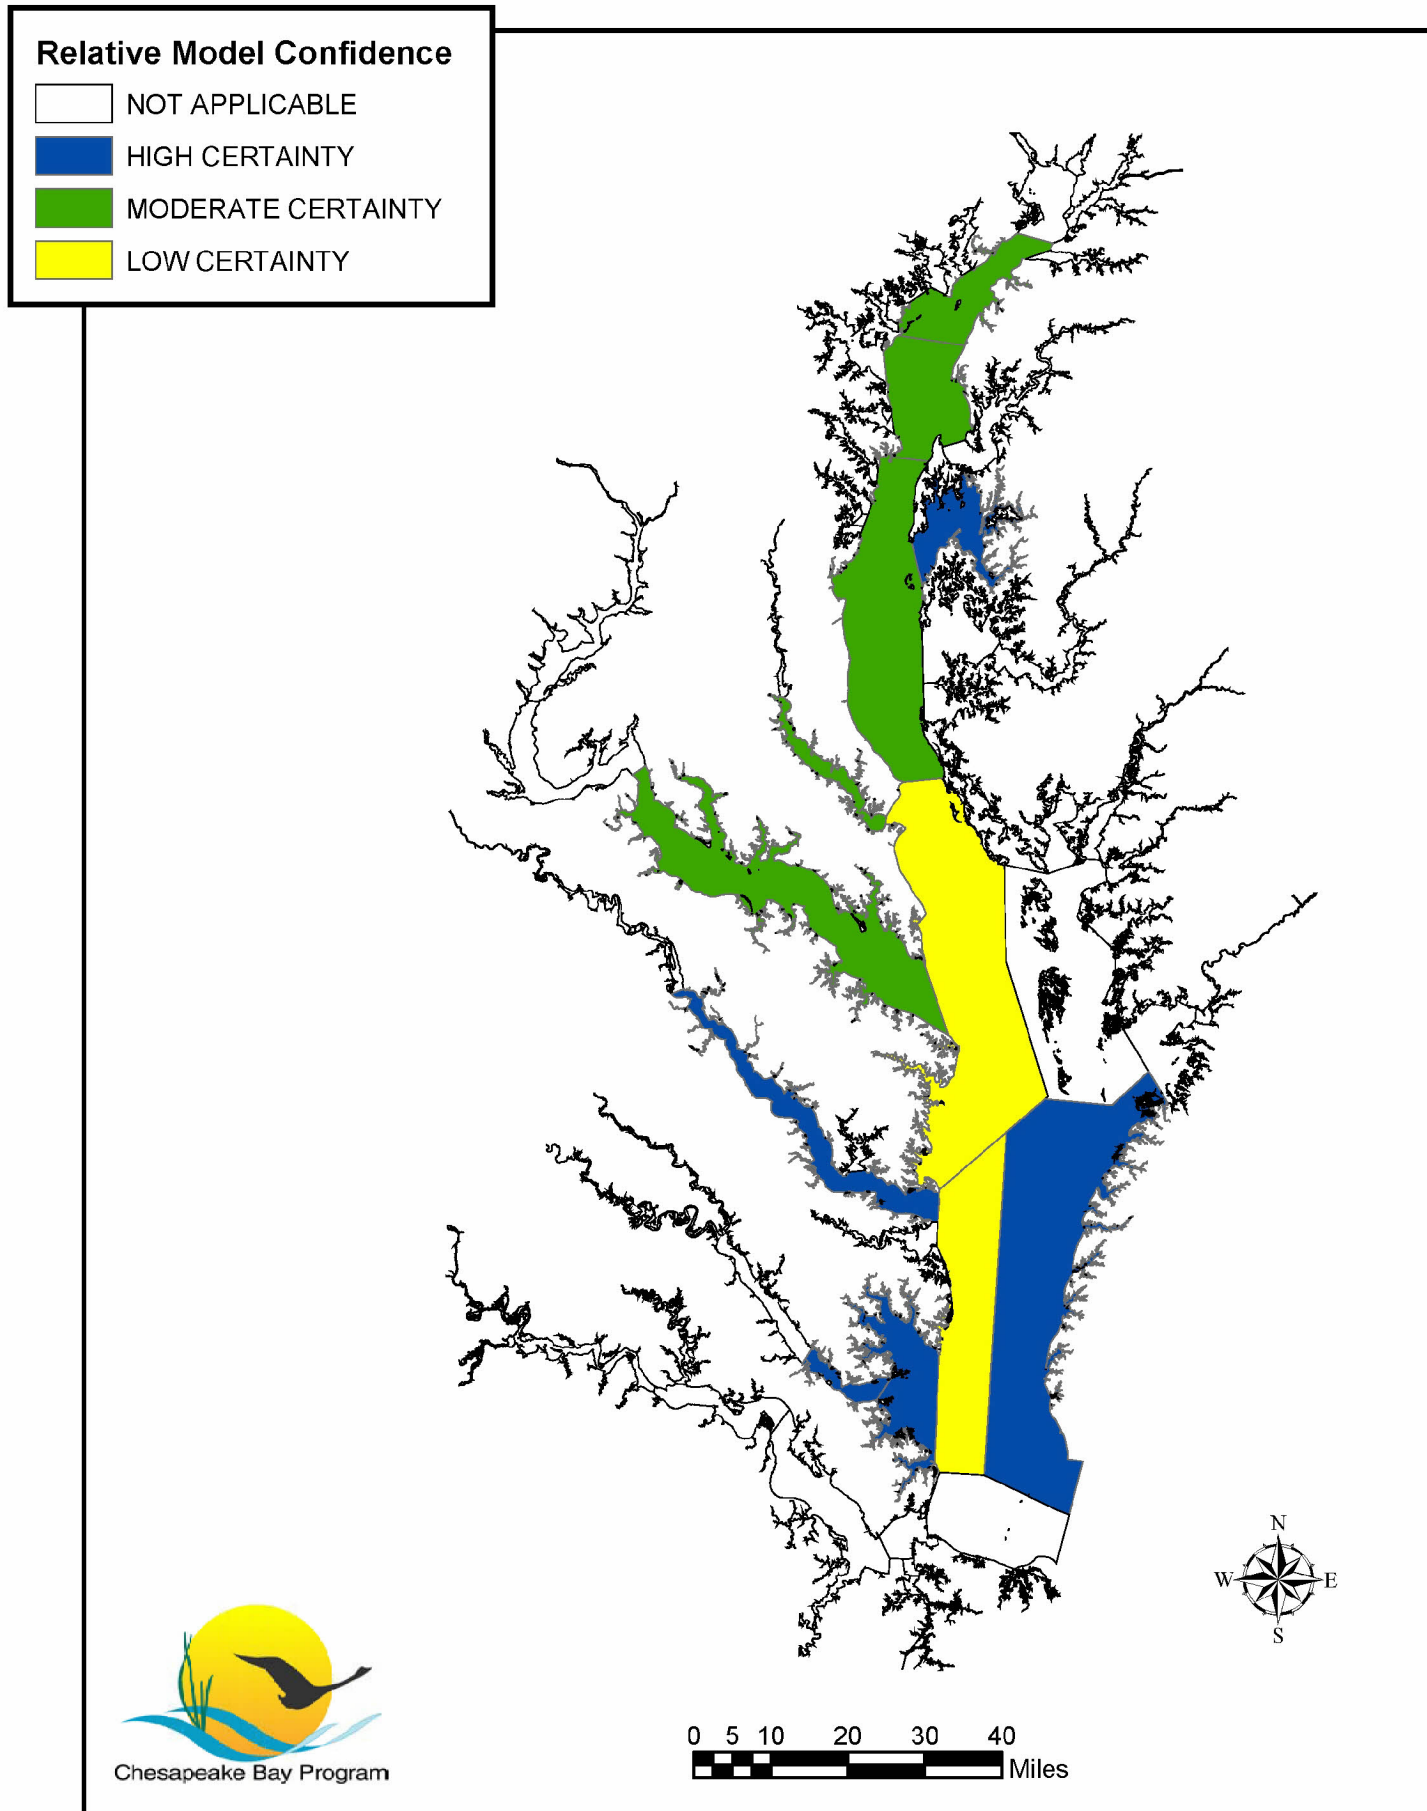 Relative Model Confidence
NOT APPLICABLE
HIGH CERTAINTY
MODERATE CERTAINTY
LOW CERTAINTY
N
W E
S
Chesapeake Bay Program
0 5 10 20 30 40
Miles